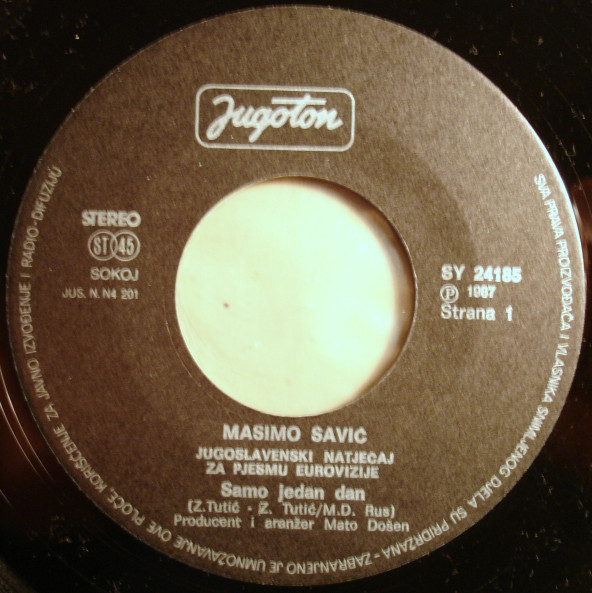 Jugoton
STEREO
ST 45
SOKOJ
JUS. N. N4 201
SY 24185
Ⓟ 1987
Strana 1
MASIMO SAVIĆ
JUGOSLAVENSKI NATJEČAJ
ZA PJESMU EUROVIZIJE
Samo jedan dan
(Z. Tutić - Z. Tutić/M.D. Rus)
Producent i aranžer Mato Došen
SVA PRAVA PROIZVOĐAČA I VLASNIKA SNIMLJENOG DJELA SU PRIDRŽANA - ZABRANJENO JE UMNOŽAVANJE OVE PLOČE KORIŠĆENJE ZA JAVNO IZVOĐENJE I RADIO-DIFUZIJU